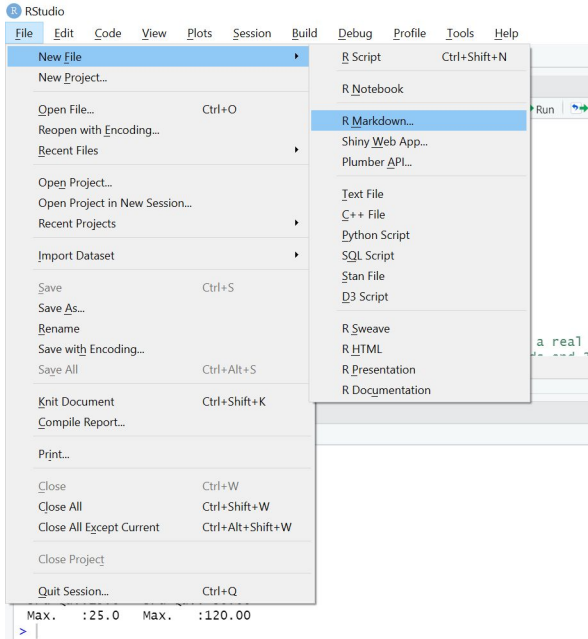 RStudio
File Edit Code View Plots Session Build Debug Profile Tools Help
New File
New Project...
Open File... Ctrl+O
Reopen with Encoding...
Recent Files
Open Project...
Open Project in New Session...
Recent Projects
Import Dataset
Save Ctrl+S
Save As...
Rename
Save with Encoding...
Save All Ctrl+Alt+S
Knit Document Ctrl+Shift+K
Compile Report...
Print...
Close Ctrl+W
Close All Ctrl+Shift+W
Close All Except Current Ctrl+Alt+Shift+W
Close Project
Quit Session... Ctrl+Q
R Script Ctrl+Shift+N
R Notebook
R Markdown...
Shiny Web App...
Plumber API...
Text File
C++ File
Python Script
SQL Script
Stan File
D3 Script
R Sweave
R HTML
R Presentation
R Documentation
Run
a real
Max. :25.0 Max. :120.00
>